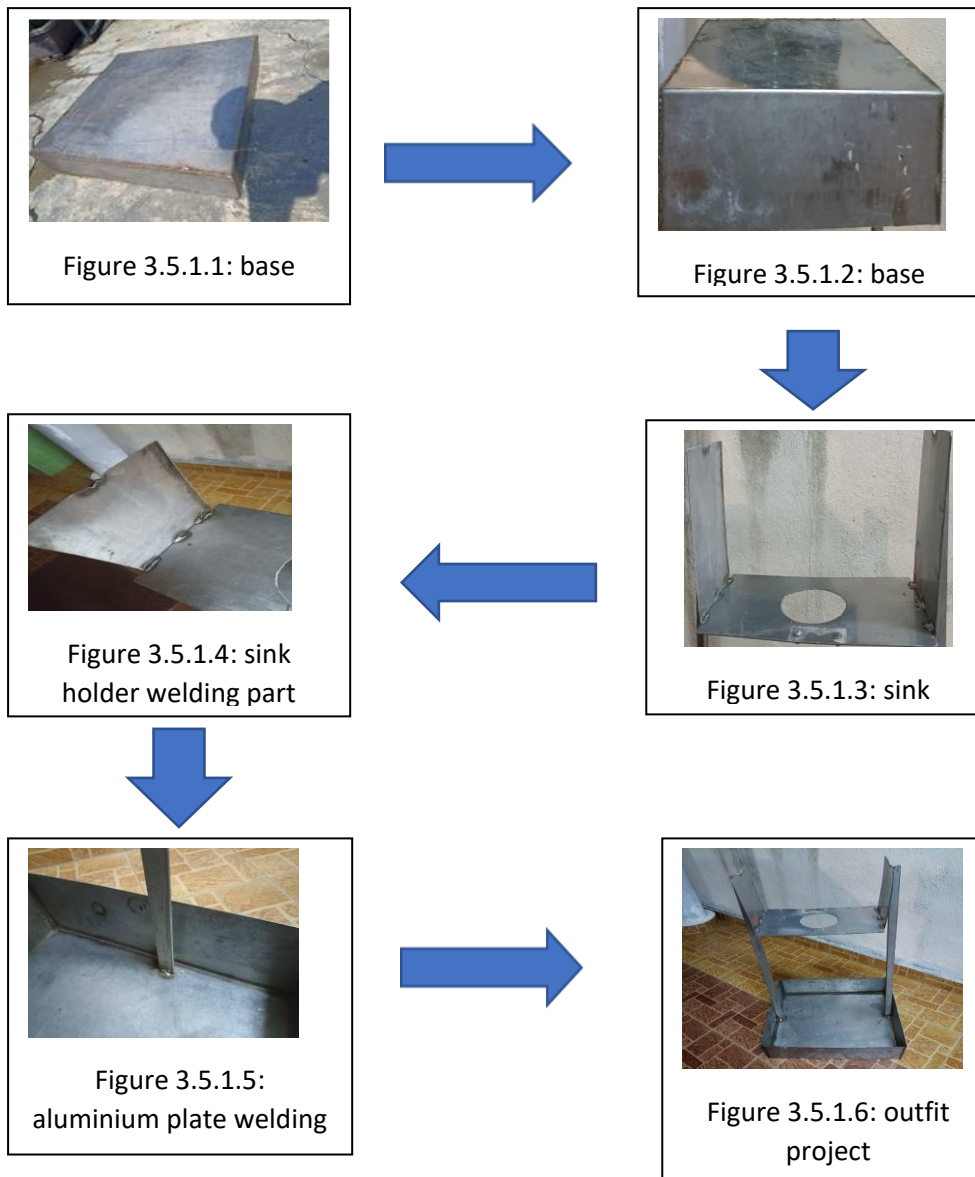 Figure 3.5.1.1: base
Figure 3.5.1.2: base
Figure 3.5.1.3: sink
Figure 3.5.1.4: sink
holder welding part
Figure 3.5.1.5:
aluminium plate welding
Figure 3.5.1.6: outfit
project